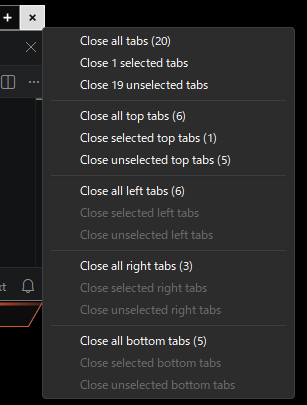 Close all tabs (20)
Close 1 selected tabs
Close 19 unselected tabs
Close all top tabs (6)
Close selected top tabs (1)
Close unselected top tabs (5)
Close all left tabs (6)
Close selected left tabs
Close unselected left tabs
Close all right tabs (3)
Close selected right tabs
xt
Close unselected right tabs
Close all bottom tabs (5)
Close selected bottom tabs
Close unselected bottom tabs